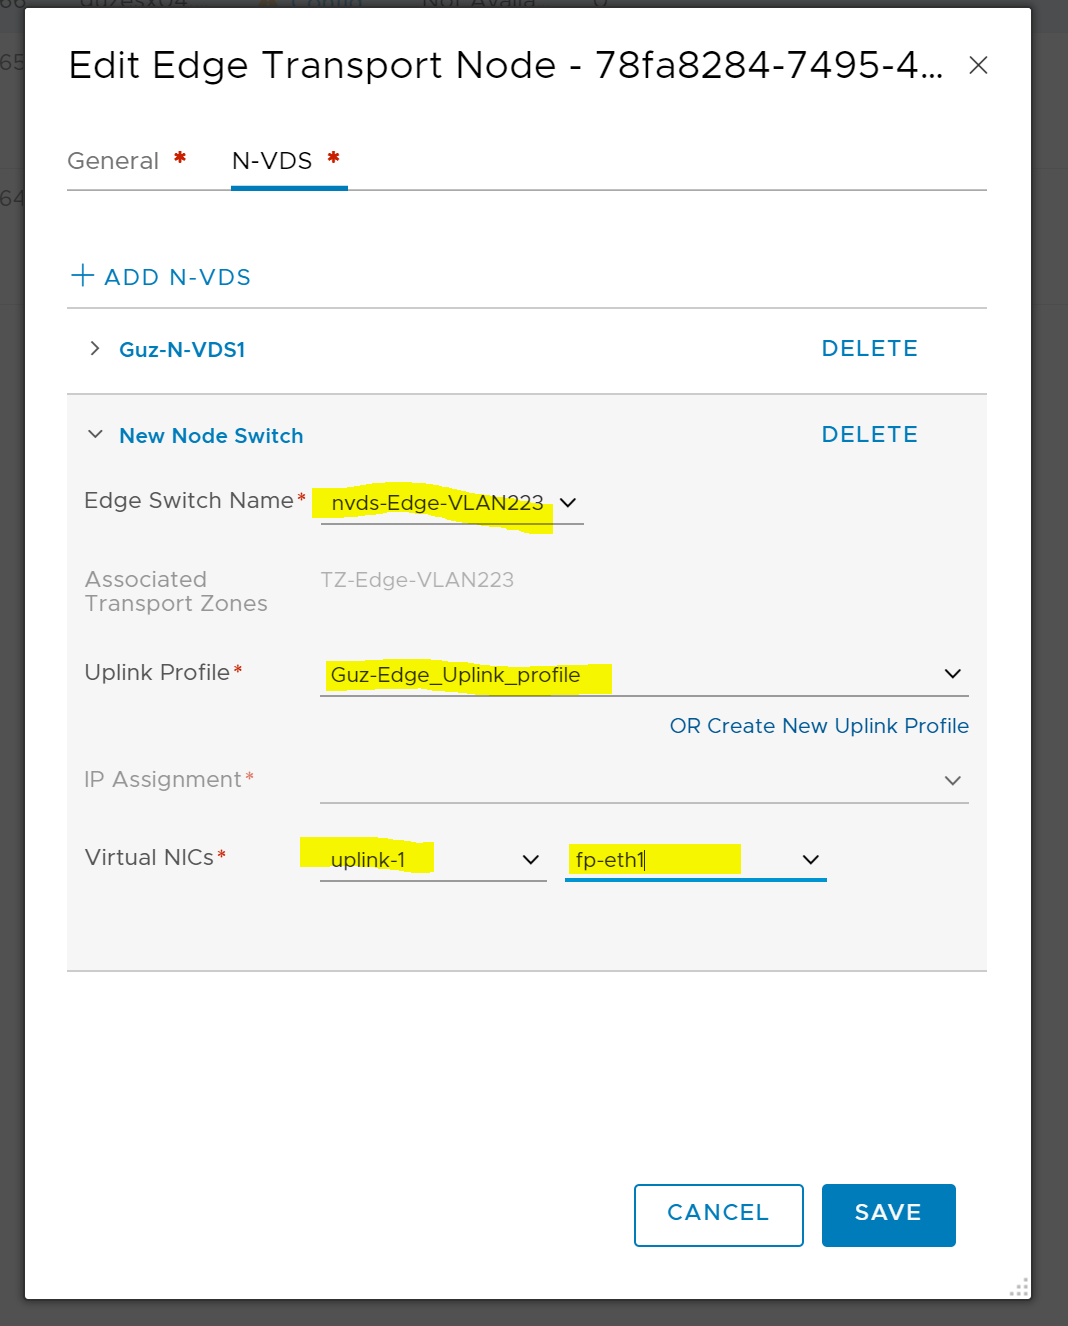 Edit Edge Transport Node - 78fa8284-7495-4...
General *
N-VDS *
ADD N-VDS
Guz-N-VDS1
DELETE
New Node Switch
DELETE
Edge Switch Name*
nvds-Edge-VLAN223
Associated
Transport Zones
TZ-Edge-VLAN223
Uplink Profile*
Guz-Edge_Uplink_profile
OR Create New Uplink Profile
IP Assignment*
Virtual NICs*
uplink-1
fp-eth1
CANCEL
SAVE